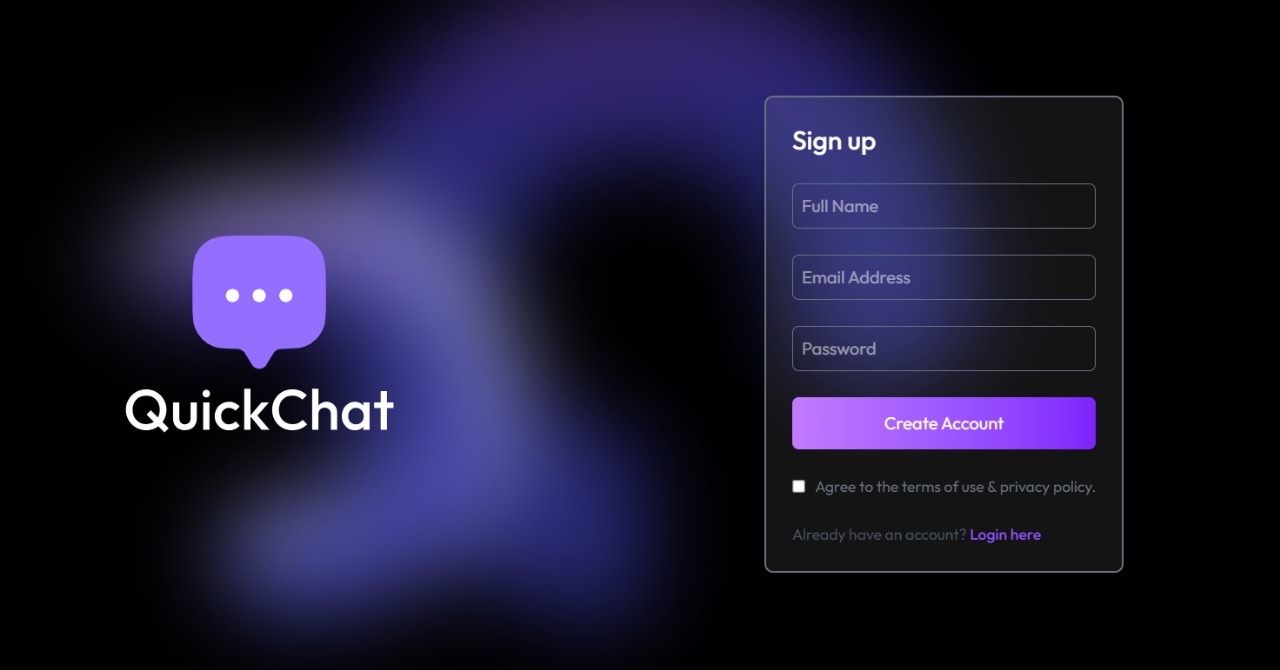 QuickChat
Sign up
Full Name
Email Address
Password
Create Account
Agree to the terms of use & privacy policy.
Already have an account? Login here